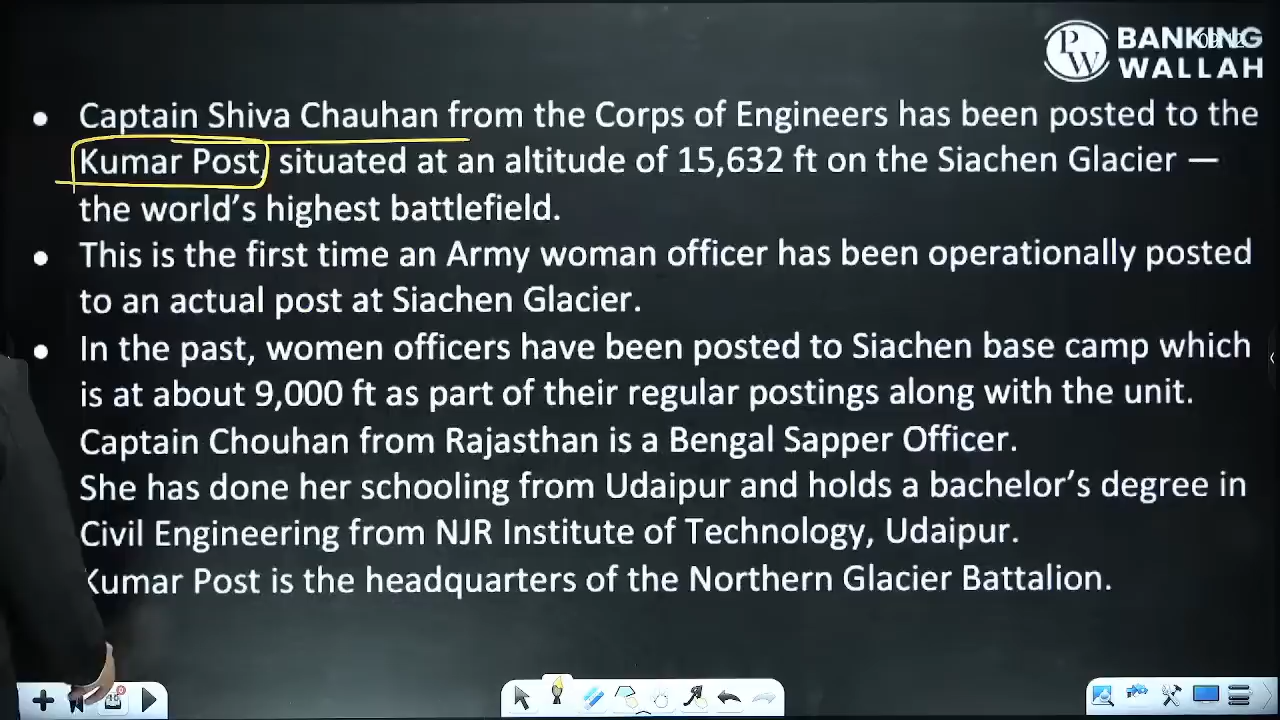 PW BANKING
WALLAH
Captain Shiva Chauhan from the Corps of Engineers has been posted to the
Kumar Post, situated at an altitude of 15,632 ft on the Siachen Glacier —
the world's highest battlefield.
This is the first time an Army woman officer has been operationally posted
to an actual post at Siachen Glacier.
In the past, women officers have been posted to Siachen base camp which
is at about 9,000 ft as part of their regular postings along with the unit.
Captain Chouhan from Rajasthan is a Bengal Sapper Officer.
She has done her schooling from Udaipur and holds a bachelor's degree in
Civil Engineering from NJR Institute of Technology, Udaipur.
Kumar Post is the headquarters of the Northern Glacier Battalion.